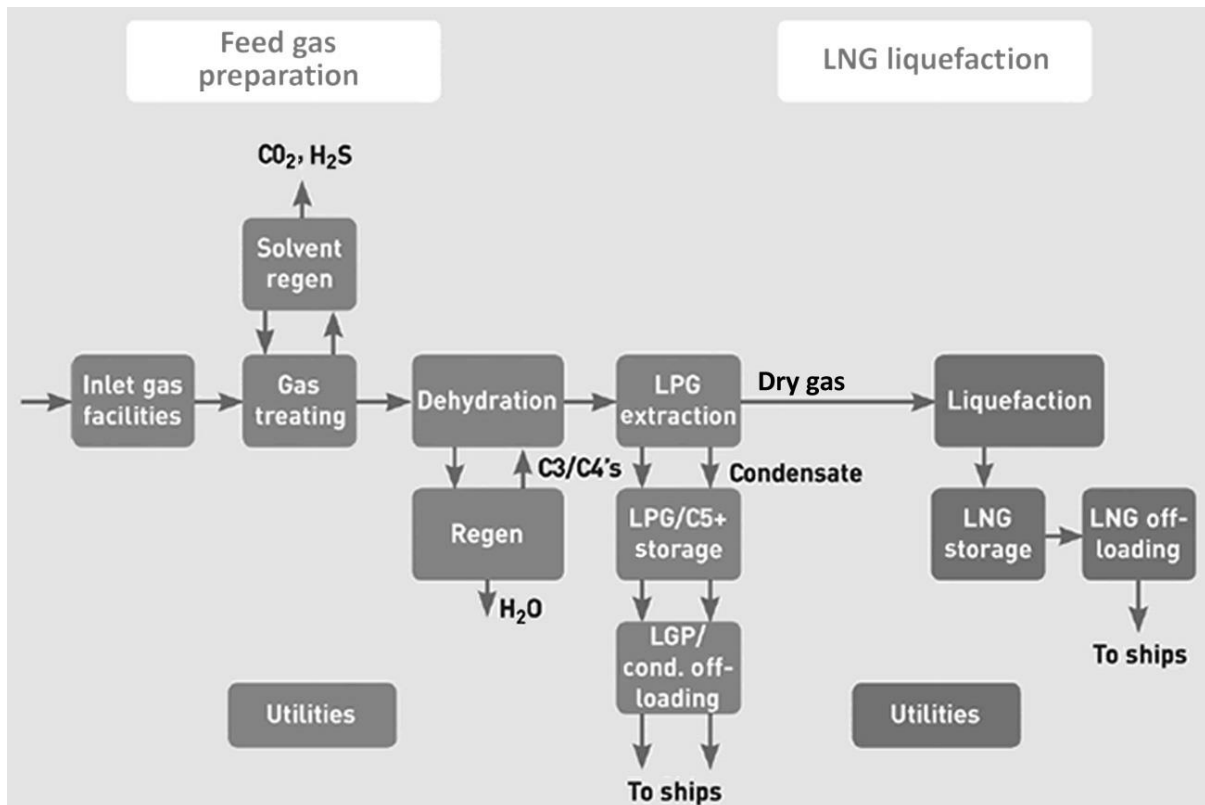 Feed gas
preparation
LNG liquefaction
C0₂, H₂S
Solvent
regen
Inlet gas
facilities
Gas
treating
Dehydration
LPG
extraction
Dry gas
Liquefaction
C3/C4's
Condensate
Regen
LPG/C5+
storage
LNG
storage
LNG off-
loading
H₂O
LGP/
cond. off-
loading
To ships
Utilities
Utilities
To ships